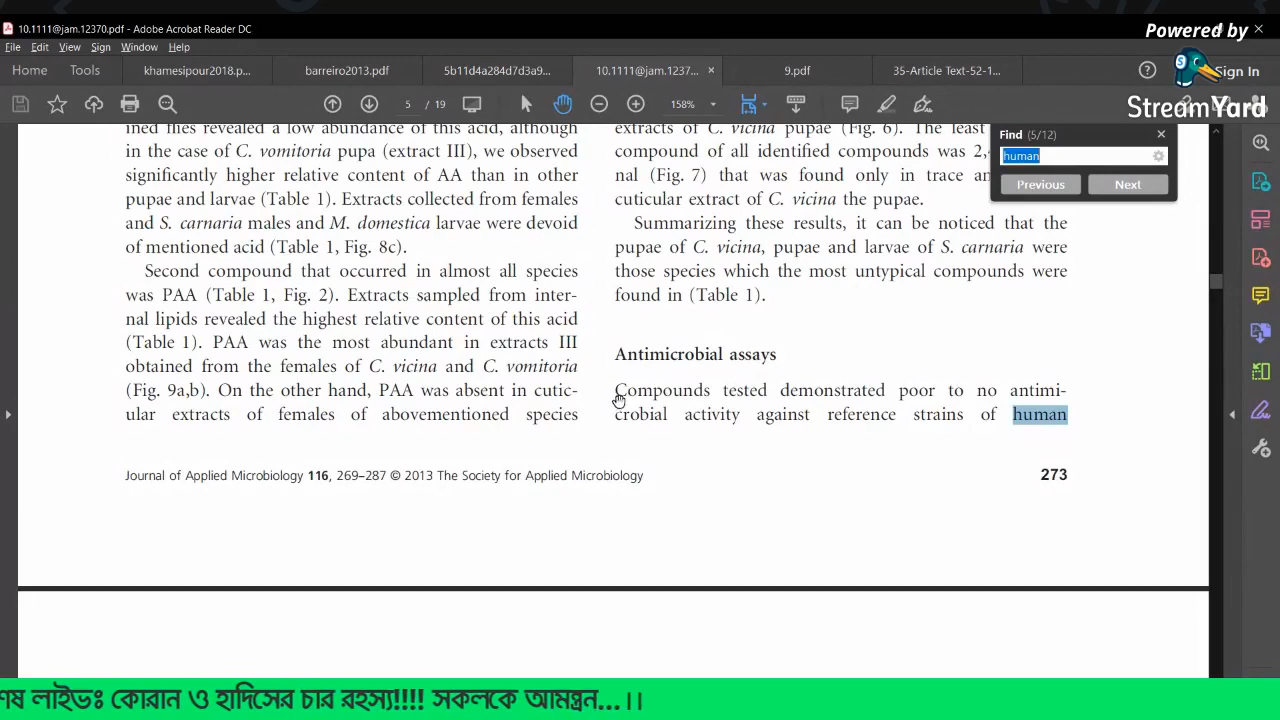 10.1111@jam.12370.pdf - Adobe Acrobat Reader DC
Powered by
File Edit View Sign Window Help
Home Tools khamesipour2018.p... barreiro2013.pdf 5b11d4a284d7d3a9... 10.1111@jam.1237... × 9.pdf 35-Article Text-52-1... Sign In
StreamYard
5 / 19 158%
Find (5/12)
human
Previous Next
ined flies revealed a low abundance of this acid, although
in the case of C. vomitoria pupa (extract III), we observed
significantly higher relative content of AA than in other
pupae and larvae (Table 1). Extracts collected from females
and S. carnaria males and M. domestica larvae were devoid
of mentioned acid (Table 1, Fig. 8c).
Second compound that occurred in almost all species
was PAA (Table 1, Fig. 2). Extracts sampled from inter-
nal lipids revealed the highest relative content of this acid
(Table 1). PAA was the most abundant in extracts III
obtained from the females of C. vicina and C. vomitoria
(Fig. 9a,b). On the other hand, PAA was absent in cutic-
ular extracts of females of abovementioned species
extracts of C. vicina pupae (Fig. 6). The least
compound of all identified compounds was 2,
nal (Fig. 7) that was found only in trace an
cuticular extract of C. vicina the pupae.
Summarizing these results, it can be noticed that the
pupae of C. vicina, pupae and larvae of S. carnaria were
those species which the most untypical compounds were
found in (Table 1).
Antimicrobial assays
Compounds tested demonstrated poor to no antimi-
crobial activity against reference strains of human
Journal of Applied Microbiology 116, 269–287 © 2013 The Society for Applied Microbiology
273
শেষ লাইভঃ কোরান ও হাদিসের চার রহস্য!!!! সকলকে আমন্ত্রন...।।